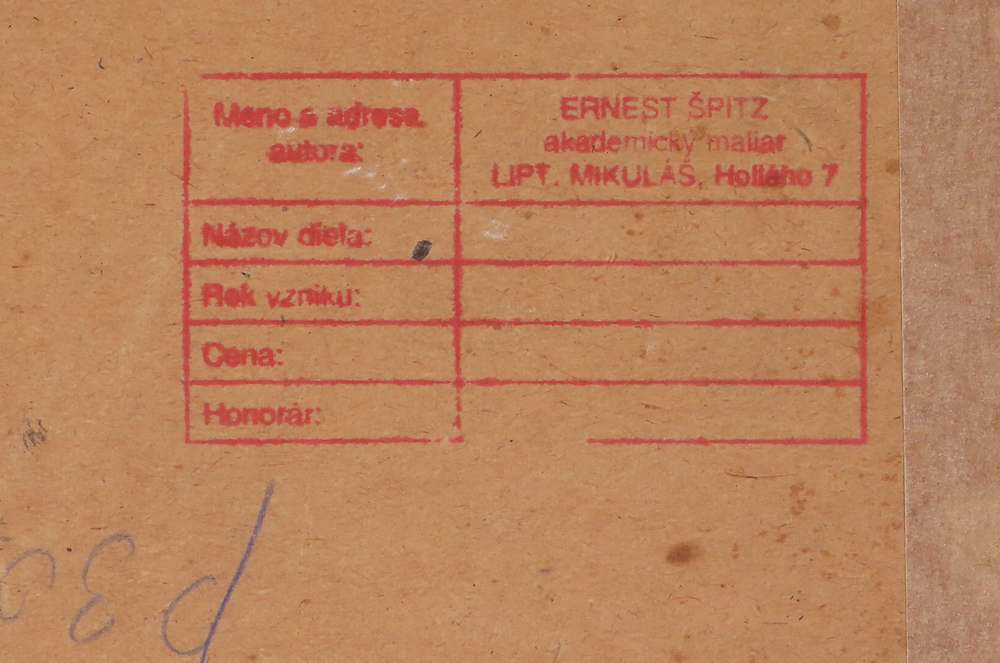 Meno a adresa
autora:
ERNEST ŠPITZ
akademický maliar
LIPT. MIKULÁŠ, Hollého 7
Názov diela:
Rok vzniku:
Cena:
Honorár: